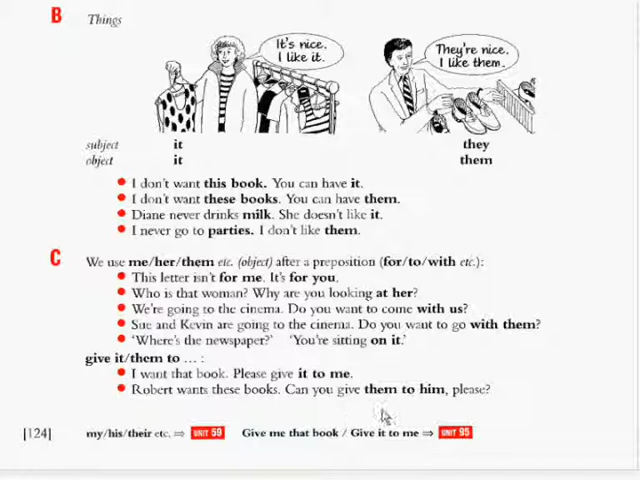 B Things
It's nice.
I like it.
They're nice.
I like them.
subject it they
object it them
• I don't want this book. You can have it.
• I don't want these books. You can have them.
• Diane never drinks milk. She doesn't like it.
• I never go to parties. I don't like them.
C We use me/her/them etc. (object) after a preposition (for/to/with etc.):
• This letter isn't for me. It's for you.
• Who is that woman? Why are you looking at her?
• We're going to the cinema. Do you want to come with us?
• Sue and Kevin are going to the cinema. Do you want to go with them?
• 'Where's the newspaper?' 'You're sitting on it.'
give it/them to ... :
• I want that book. Please give it to me.
• Robert wants these books. Can you give them to him, please?
[124] my/his/their etc. ⇒ UNIT 59 Give me that book / Give it to me ⇒ UNIT 95